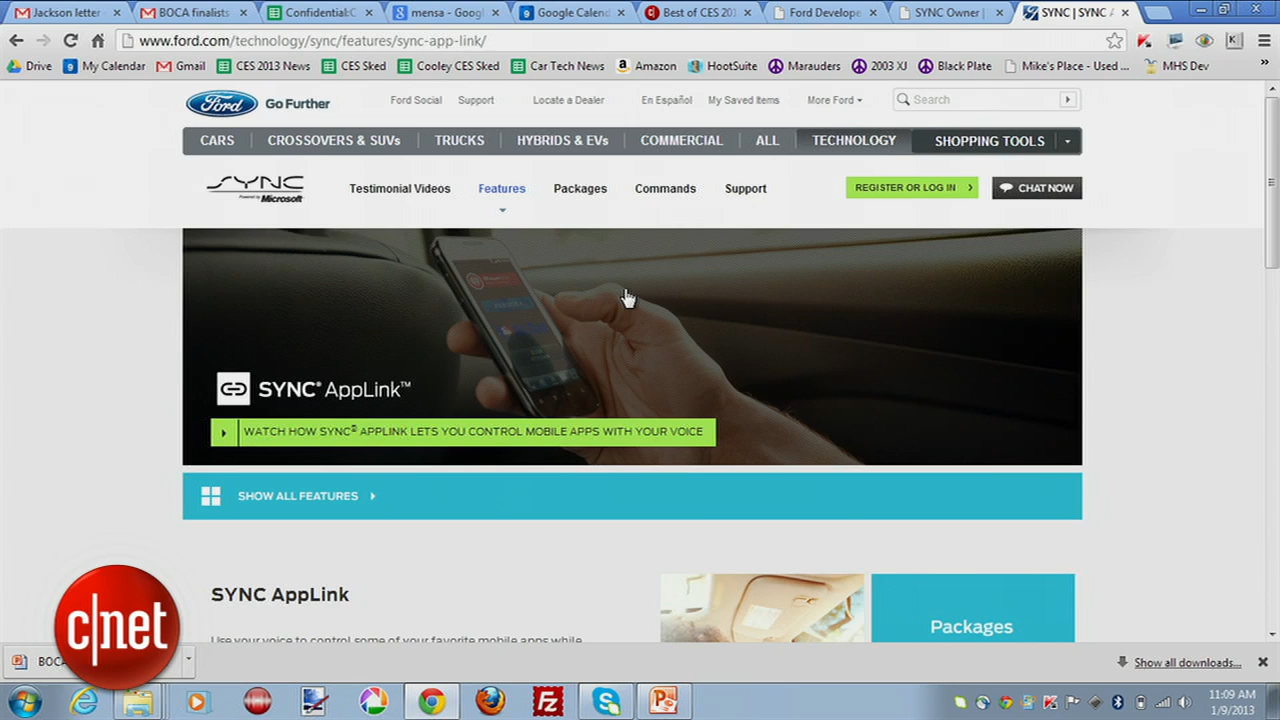 Jackson letter
BOCA finalists
Confidential:C
mensa - Googl
Google Calend
Best of CES 201
Ford Develope
SYNC Owner |
SYNC | SYNC A
www.ford.com/technology/sync/features/sync-app-link/
Drive
My Calendar
Gmail
CES 2013 News
CES Sked
Cooley CES Sked
Car Tech News
Amazon
HootSuite
Marauders
2003 XJ
Black Plate
Mike's Place - Used ...
MHS Dev
Ford
Go Further
Ford Social
Support
Locate a Dealer
En Español
My Saved Items
More Ford
Search
CARS
CROSSOVERS & SUVs
TRUCKS
HYBRIDS & EVs
COMMERCIAL
ALL
TECHNOLOGY
SHOPPING TOOLS
SYNC
Powered by Microsoft
Testimonial Videos
Features
Packages
Commands
Support
REGISTER OR LOG IN
CHAT NOW
SYNC® AppLink™
WATCH HOW SYNC® APPLINK LETS YOU CONTROL MOBILE APPS WITH YOUR VOICE
SHOW ALL FEATURES
SYNC AppLink
Packages
Use your voice to control some of your favorite mobile apps while
c|net
BOCA
Show all downloads...
11:09 AM
1/9/2013